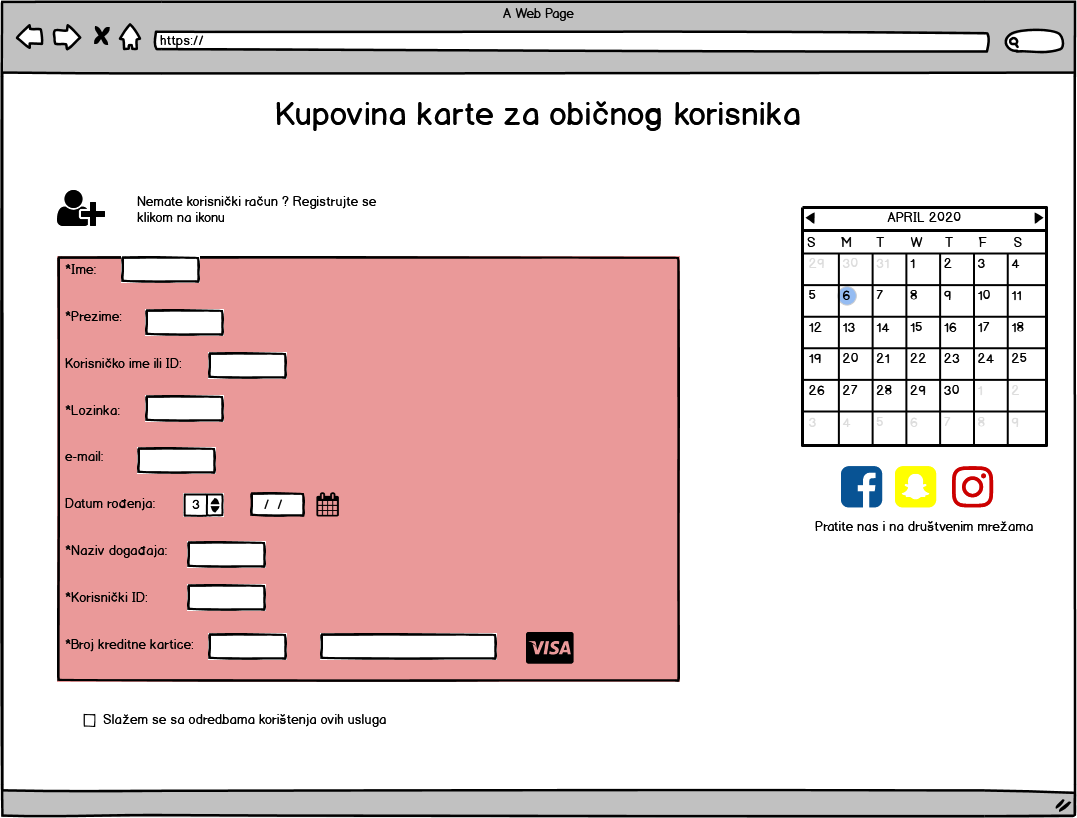 A Web Page
https://
Kupovina karte za običnog korisnika
Nemate korisnički račun ? Registrujte se
klikom na ikonu
*Ime:
*Prezime:
Korisničko ime ili ID:
*Lozinka:
e-mail:
Datum rođenja: 3 / /
*Naziv događaja:
*Korisnički ID:
*Broj kreditne kartice: VISA
Slažem se sa odredbama korištenja ovih usluga
APRIL 2020
S M T W T F S
29 30 31 1 2 3 4
5 6 7 8 9 10 11
12 13 14 15 16 17 18
19 20 21 22 23 24 25
26 27 28 29 30 1 2
3 4 5 6 7 8 9
Pratite nas i na društvenim mrežama